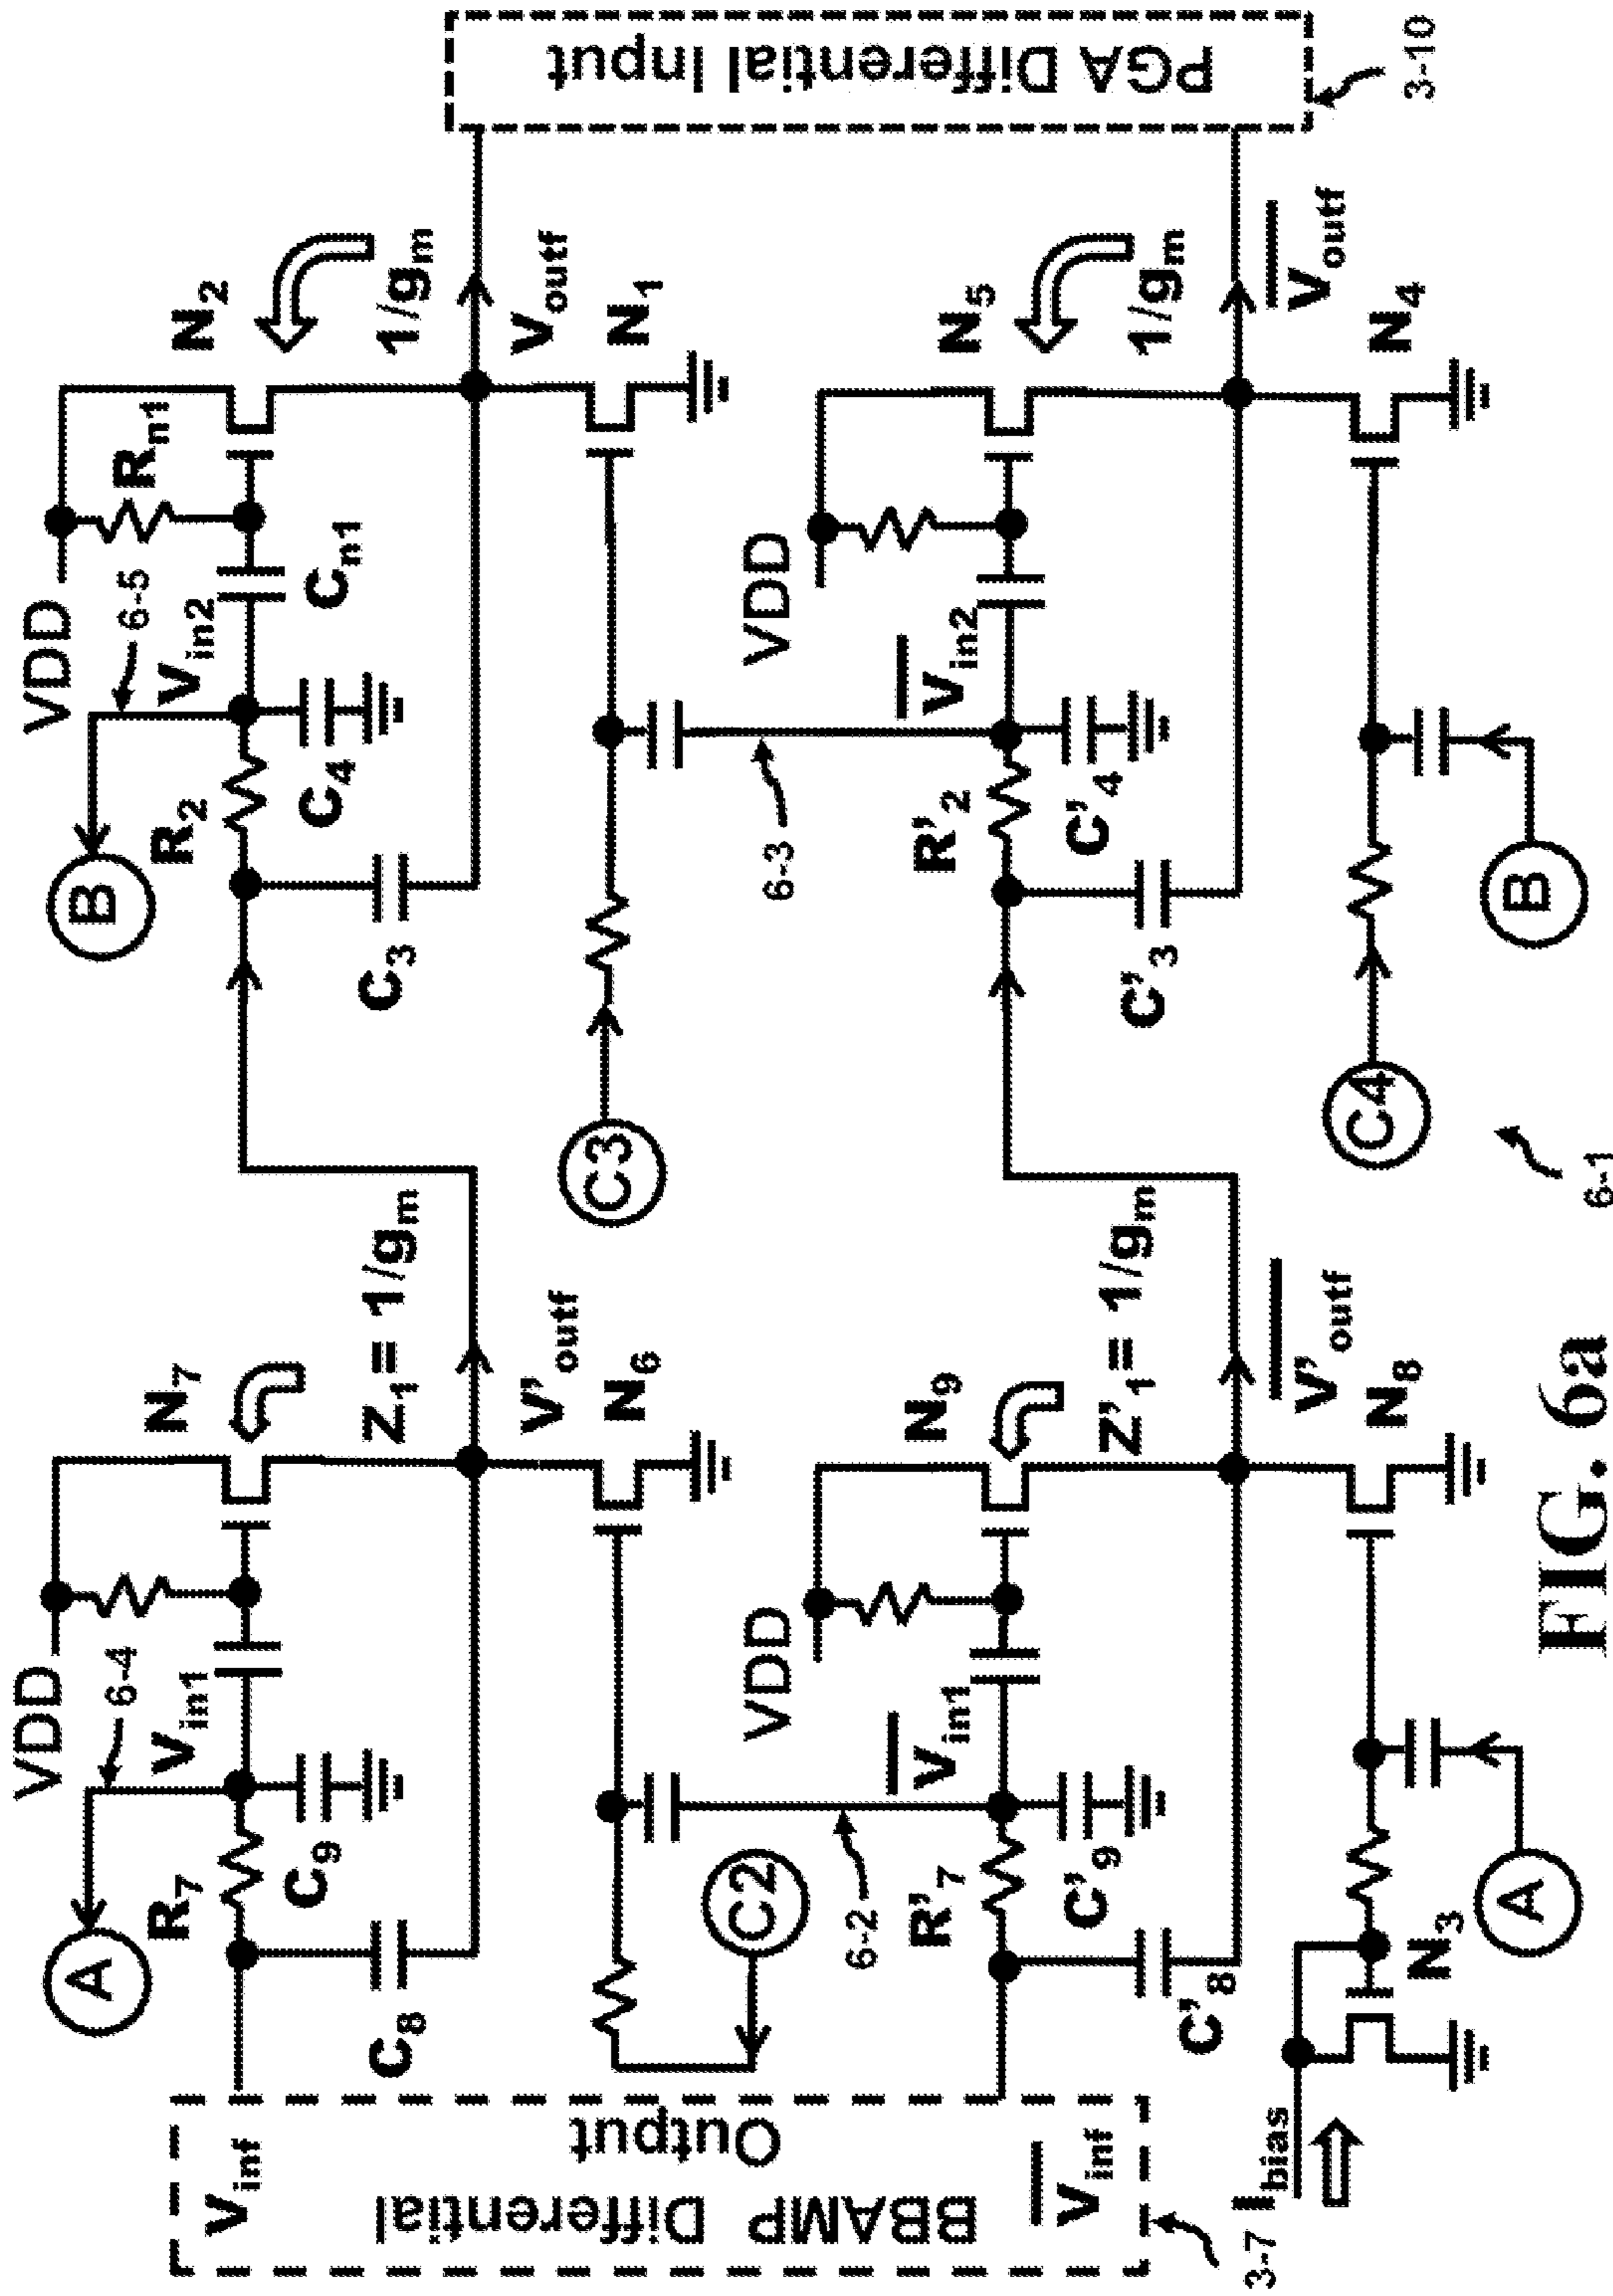 VDD
6-4
A
V_in1
R_7
C_9
C_8
N_7
Z_1 = 1/g_m
V'_outf
N_6
V_inf
BBAMP Differential
Output
V_inf
3-7
C2
6-2
VDD
V_in1
R'_7
C'_9
C'_8
N_9
Z'_1 = 1/g_m
V'_outf
N_8
I_bias
N_3
A
VDD
6-5
B
V_in2
R_2
C_4
C_3
R_n1
C_n1
N_2
1/g_m
V_outf
N_1
C3
6-3
VDD
V_in2
R'_2
C'_4
C'_3
N_5
1/g_m
V_outf
N_4
C4
B
PGA Differential Input
3-10
6-1
FIG. 6a